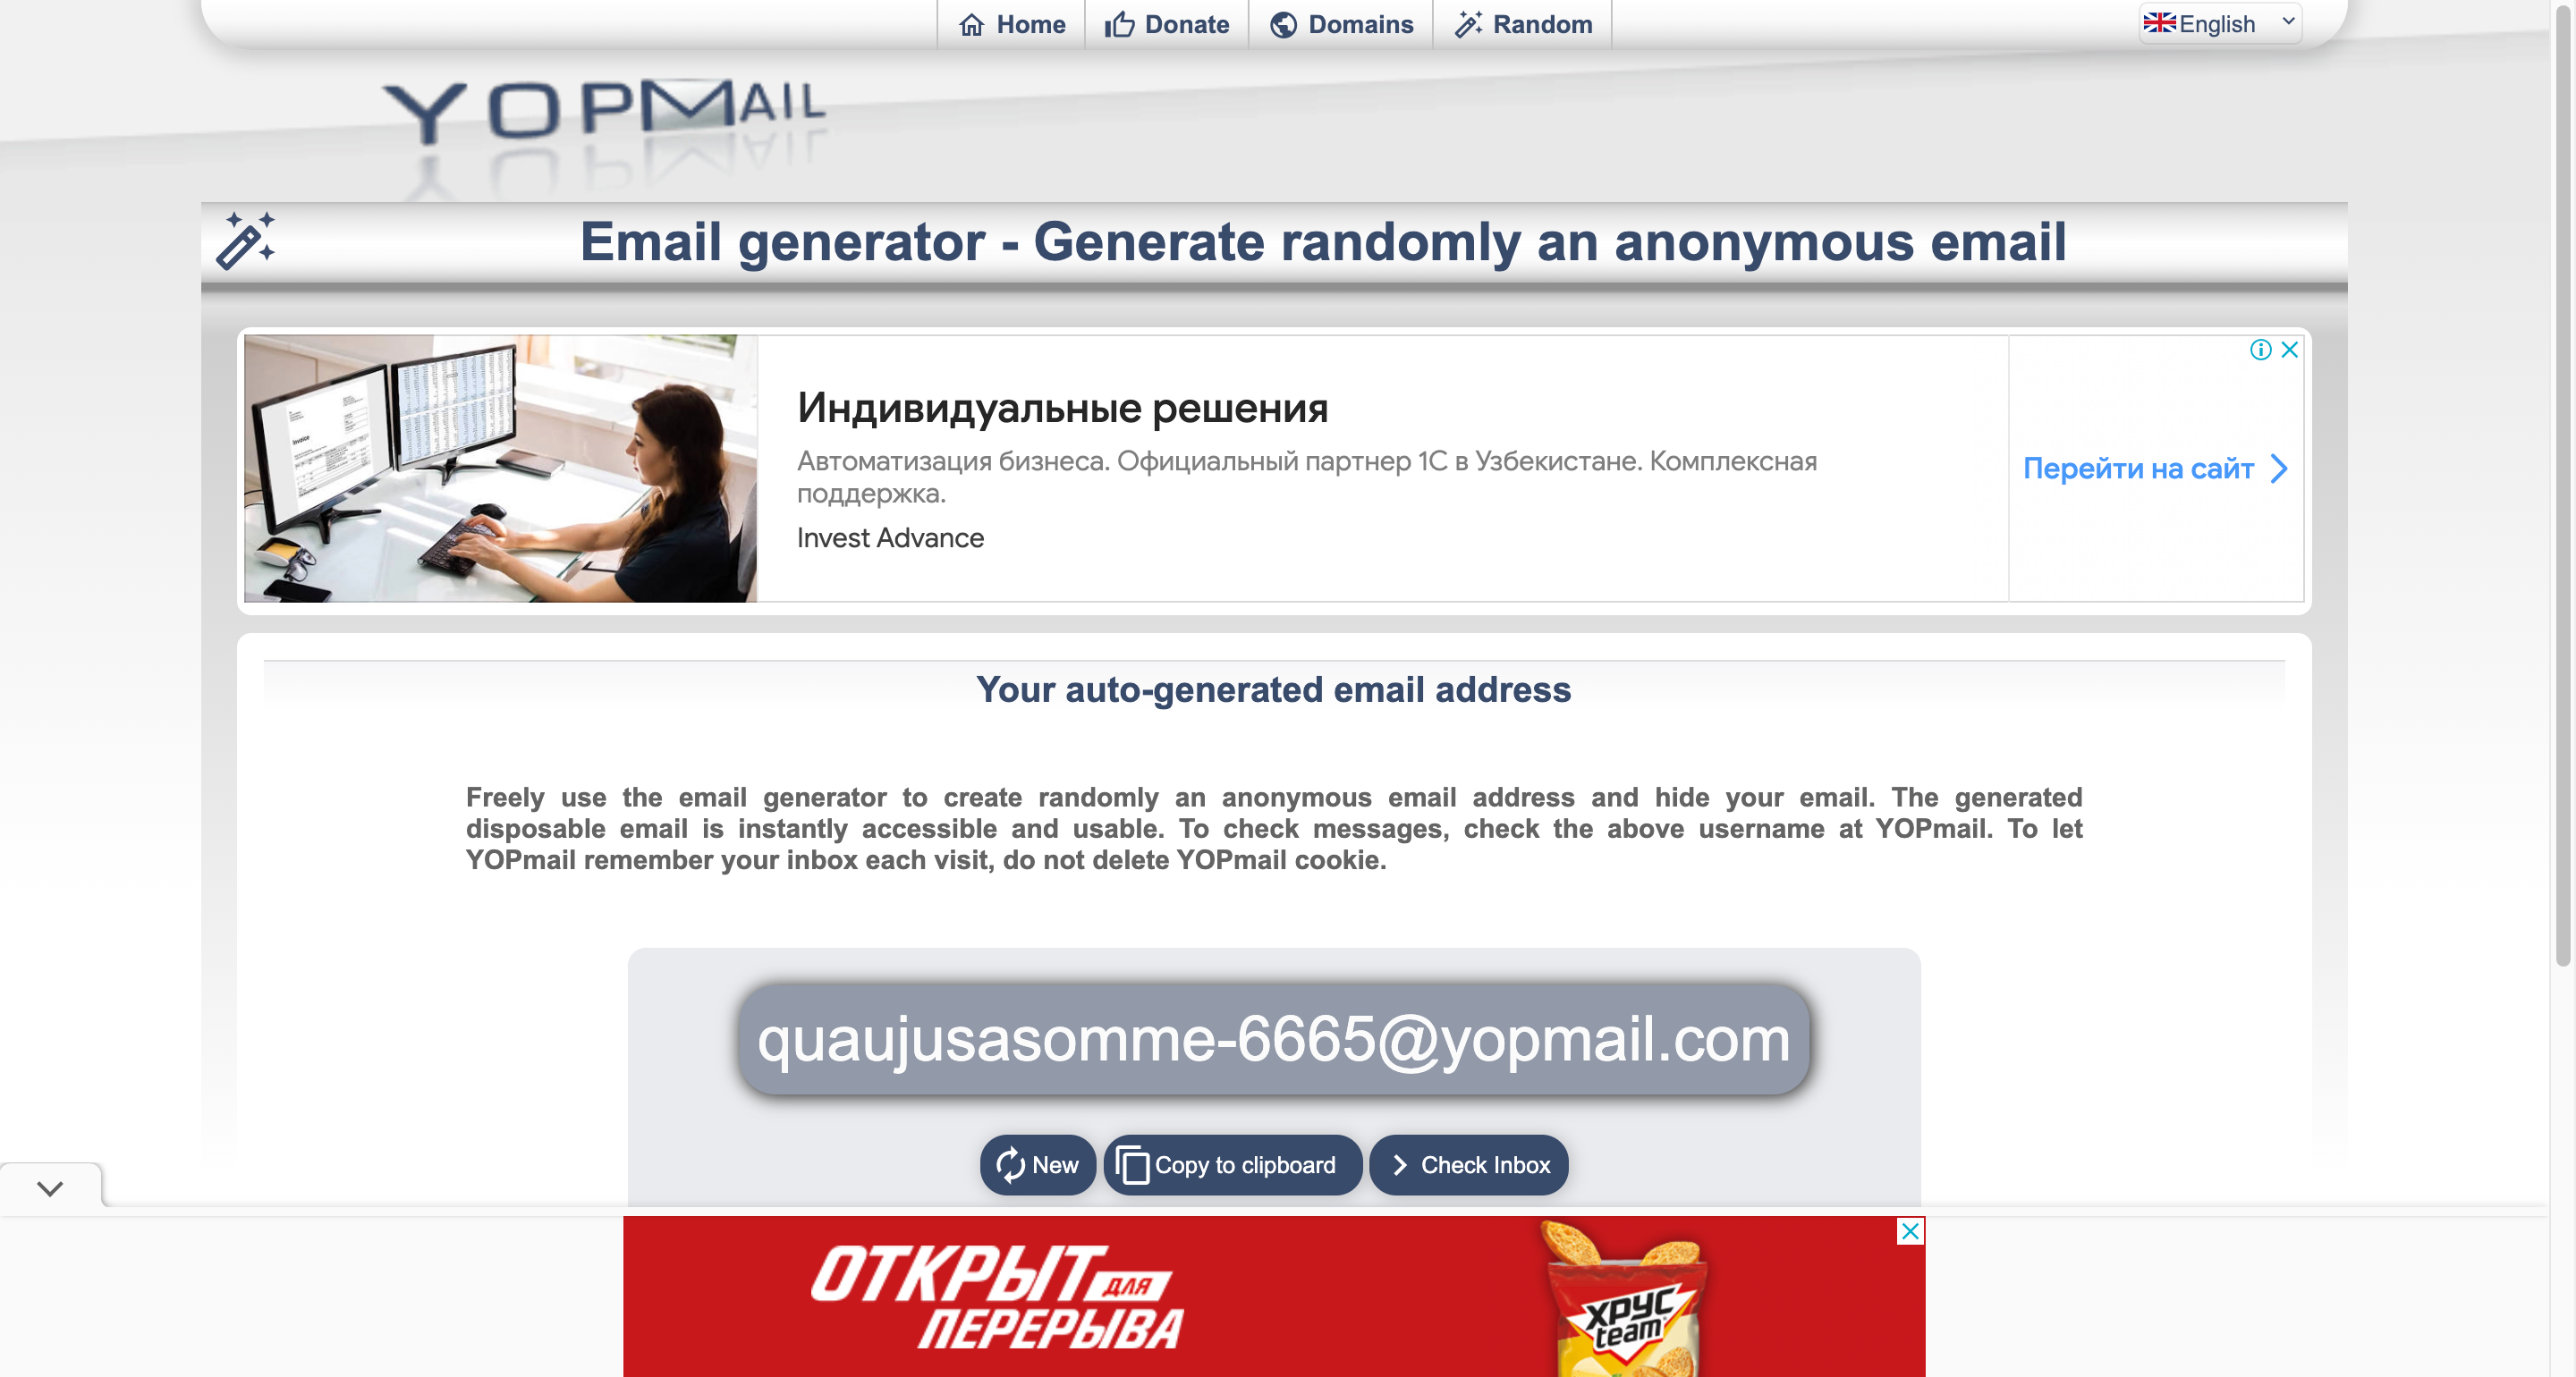 Home
Donate
Domains
Random
English
YOPMAIL
Email generator - Generate randomly an anonymous email
Индивидуальные решения
Автоматизация бизнеса. Официальный партнер 1С в Узбекистане. Комплексная
поддержка.
Invest Advance
Перейти на сайт
Invoice
Your auto-generated email address
Freely use the email generator to create randomly an anonymous email address and hide your email. The generated
disposable email is instantly accessible and usable. To check messages, check the above username at YOPmail. To let
YOPmail remember your inbox each visit, do not delete YOPmail cookie.
quaujusasomme-6665@yopmail.com
New
Copy to clipboard
Check Inbox
ОТКРЫТ ДЛЯ
ПЕРЕРЫВА
ХРУС
team